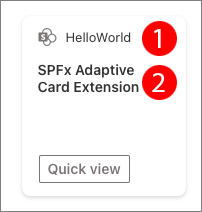 HelloWorld 1
SPFx Adaptive 2
Card Extension
Quick view